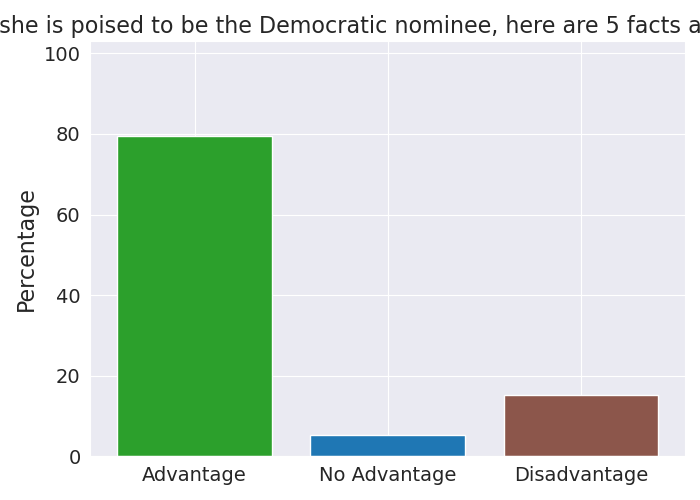 she is poised to be the Democratic nominee, here are 5 facts a
100
80
60
40
20
0
Percentage
Advantage No Advantage Disadvantage